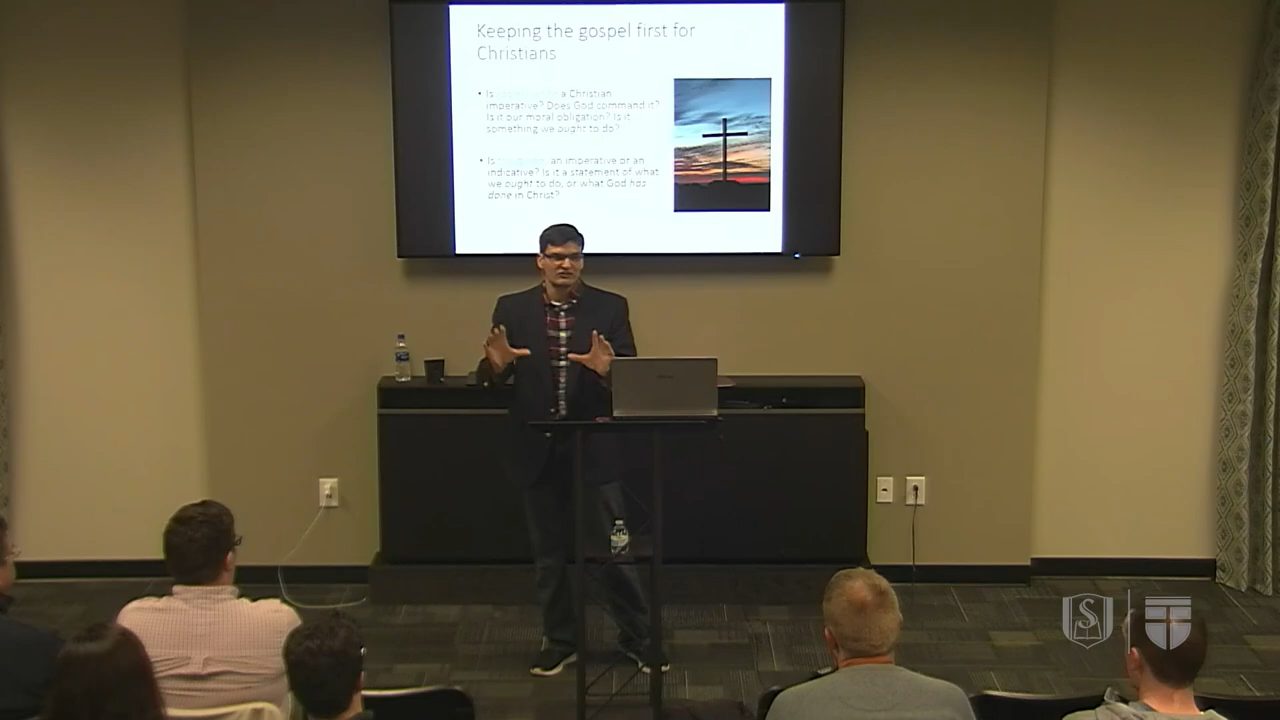 Keeping the gospel first for
Christians
• Is a Christian
imperative? Does God command it?
Is it our moral obligation? Is it
something we ought to do?
• Is an imperative or an
indicative? Is it a statement of what
we ought to do, or what God has
done in Christ?
S